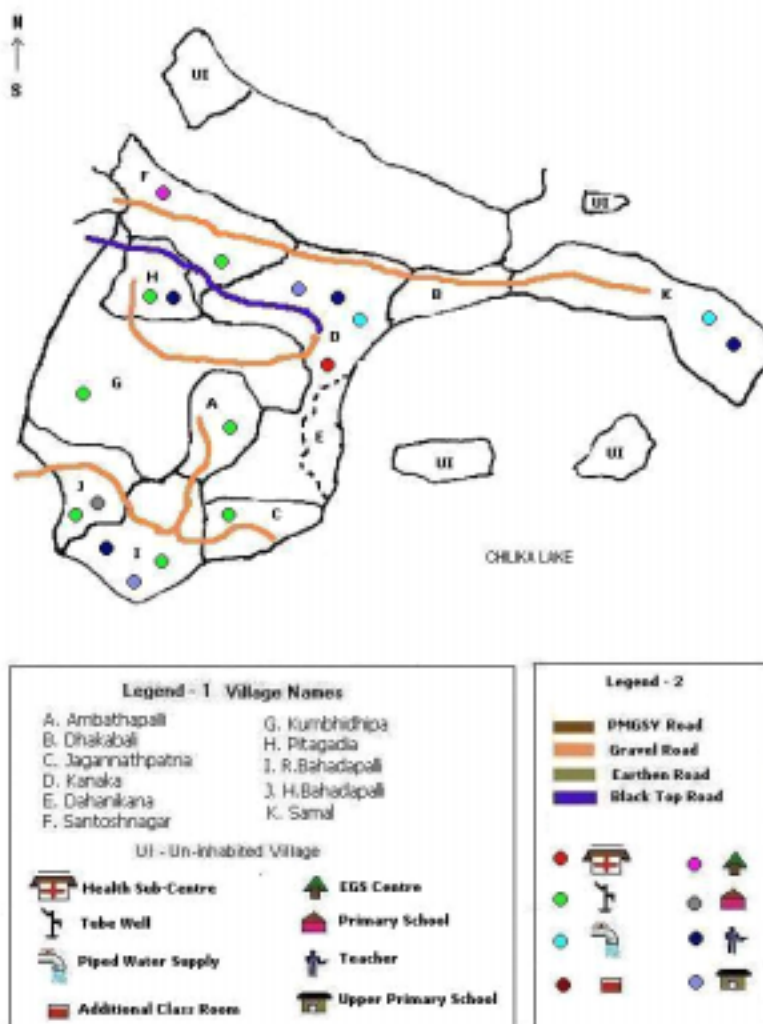 N
S
UI
F
UI
H
B
K
D
G
A
E
UI
UI
J
C
I
CHILIKA LAKE
Legend - 1 Village Names
A. Ambathapalli
B. Dhakabali
C. Jagannathpatna
D. Kanaka
E. Dahanikana
F. Santoshnagar
G. Kumbhidhipa
H. Pitagadia
I. R.Bahadapalli
J. H.Bahadapalli
K. Samal
UI - Un-inhabited Village
Health Sub-Centre
Tube Well
Piped Water Supply
Additional Class Room
EGS Centre
Primary School
Teacher
Upper Primary School
Legend - 2
PMGSY Road
Gravel Road
Earthen Road
Black Top Road